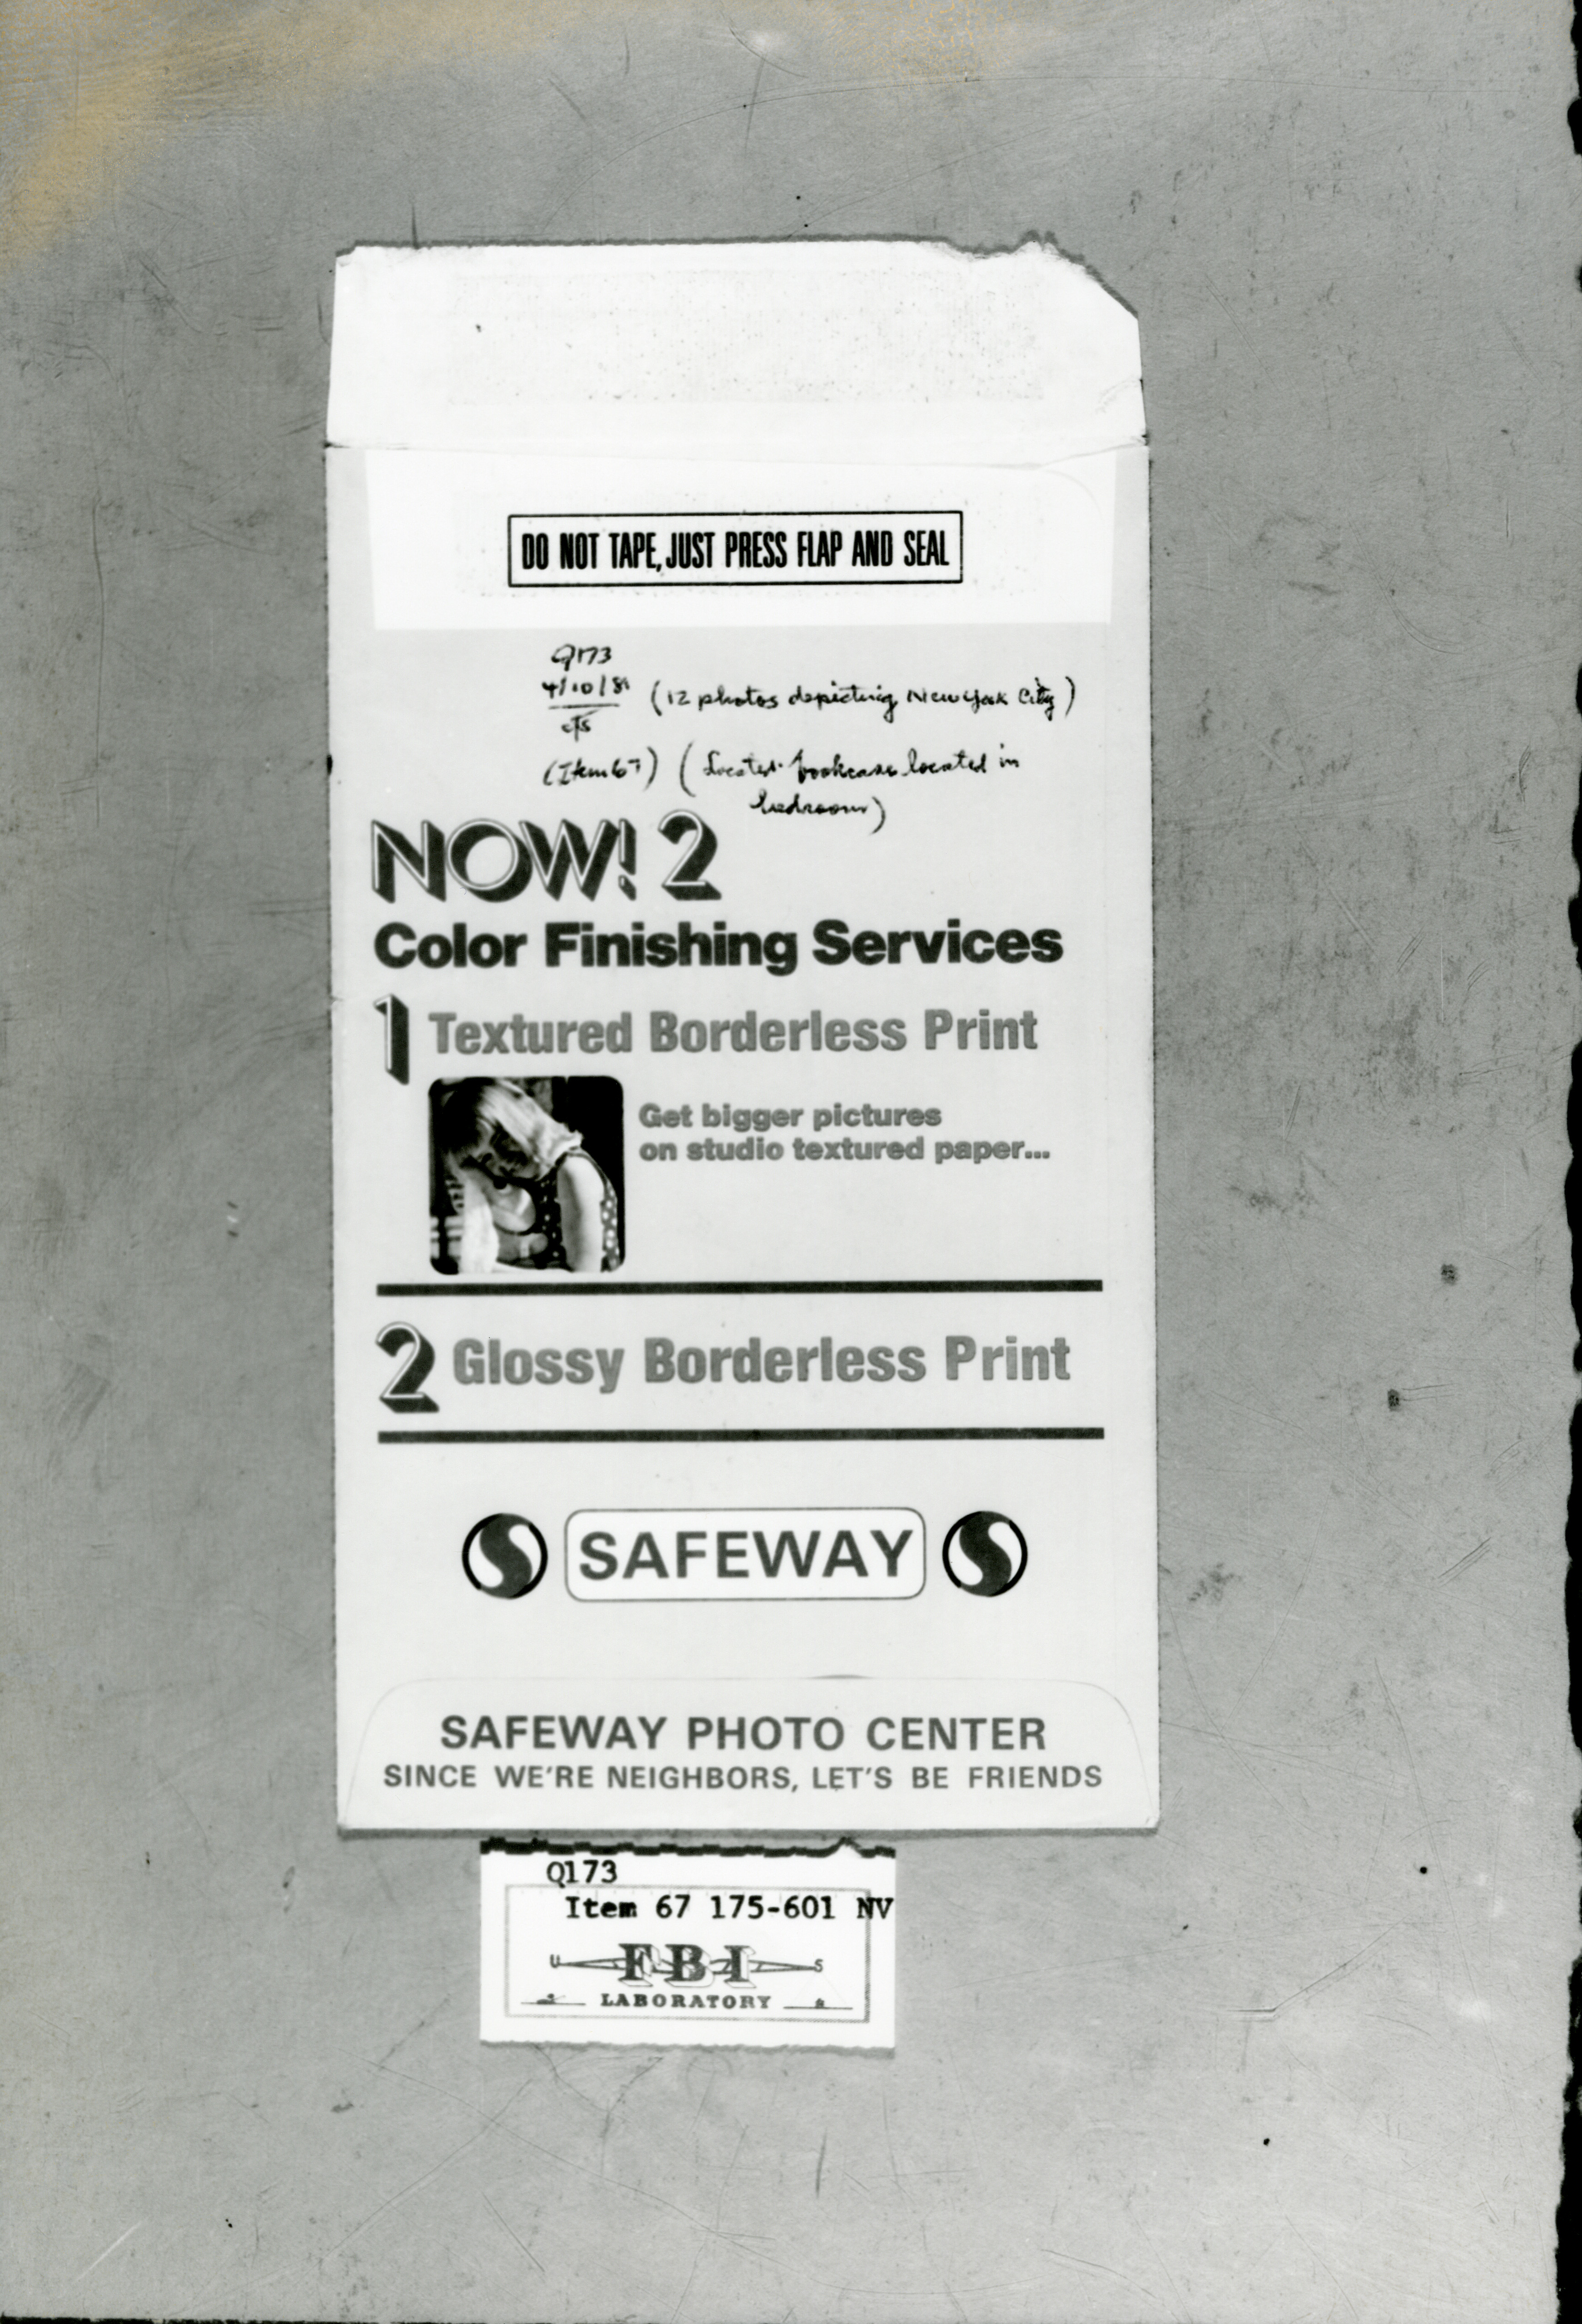 DO NOT TAPE, JUST PRESS FLAP AND SEAL
Q173
4/10/81 (12 photos depicting New York City)
(Item 67) (Located bookcase located in
bedroom)
NOW! 2
Color Finishing Services
1 Textured Borderless Print
Get bigger pictures
on studio textured paper...
2 Glossy Borderless Print
S SAFEWAY S
SAFEWAY PHOTO CENTER
SINCE WE'RE NEIGHBORS, LET'S BE FRIENDS
Q173
Item 67 175-601 NV
U FBI S
LABORATORY